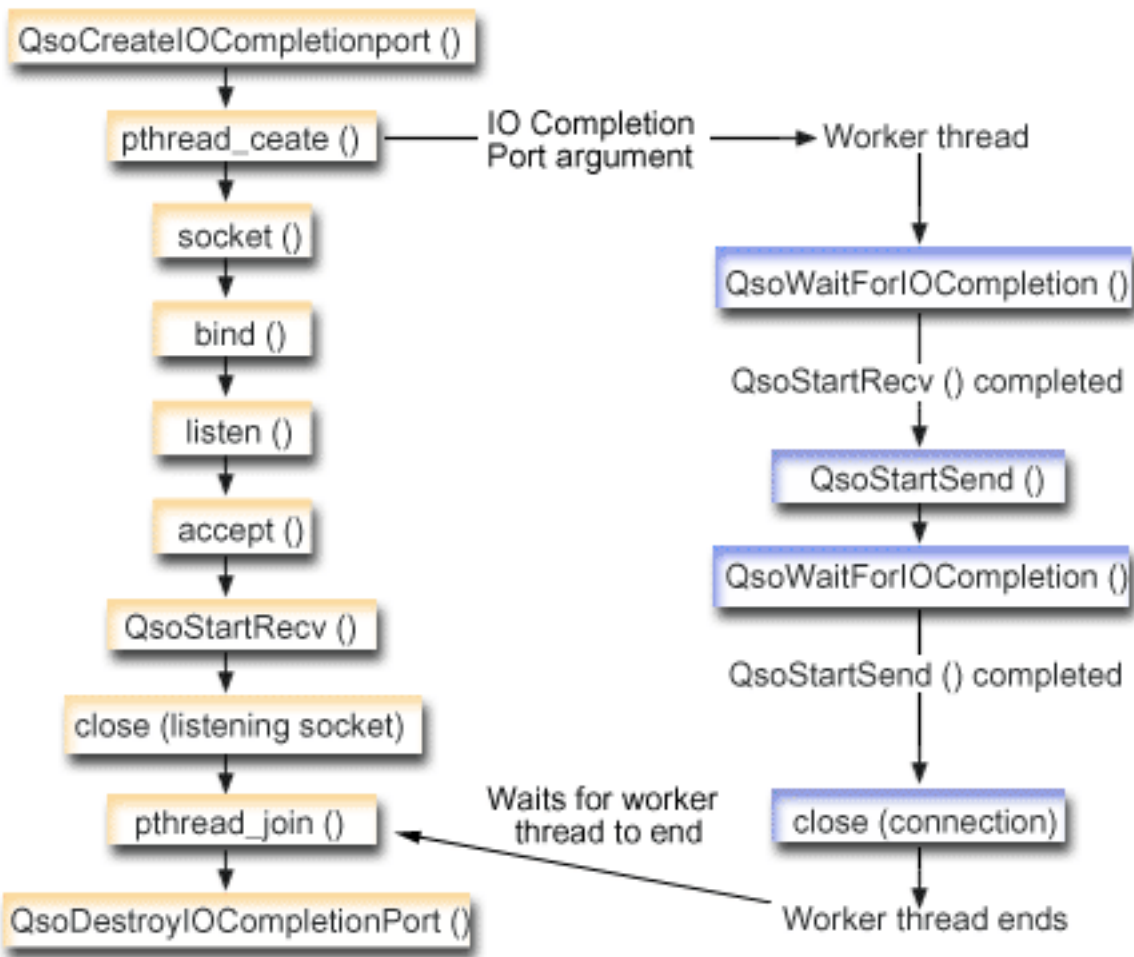 QsoCreateIOCompletionport ()
pthread_ceate ()
IO Completion
Port argument
Worker thread
socket ()
bind ()
listen ()
accept ()
QsoStartRecv ()
close (listening socket)
pthread_join ()
QsoDestroyIOCompletionPort ()
QsoWaitForIOCompletion ()
QsoStartRecv () completed
QsoStartSend ()
QsoWaitForIOCompletion ()
QsoStartSend () completed
close (connection)
Worker thread ends
Waits for worker
thread to end